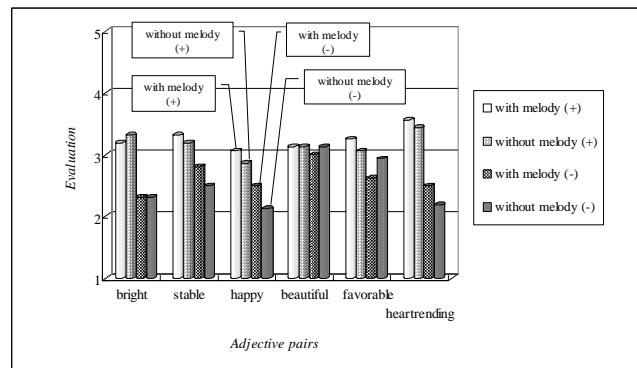 5
4
3
2
1
Evaluation
without melody
(+)
with melody
(-)
with melody
(+)
without melody
(-)
bright
stable
happy
beautiful
favorable
heartrending
Adjective pairs
with melody (+)
without melody (+)
with melody (-)
without melody (-)